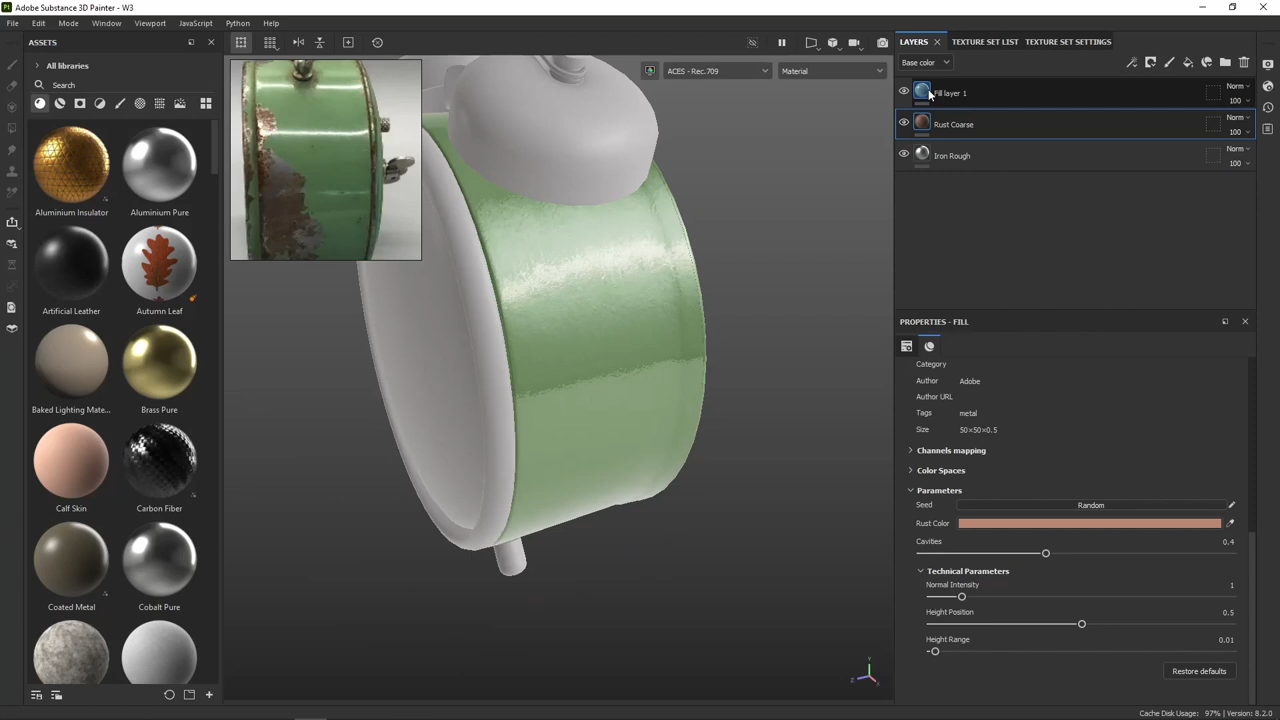 Adobe Substance 3D Painter - W3
File Edit Mode Window Viewport JavaScript Python Help
ASSETS
All libraries
Search
Aluminium Insulator
Aluminium Pure
Artificial Leather
Autumn Leaf
Baked Lighting Mate...
Brass Pure
Calf Skin
Carbon Fiber
Coated Metal
Cobalt Pure
ACES - Rec.709
Material
Y
Z
X
LAYERS
TEXTURE SET LIST
TEXTURE SET SETTINGS
Base color
Fill layer 1
Norm
100
Rust Coarse
Norm
100
Iron Rough
Norm
100
PROPERTIES - FILL
Category
Author Adobe
Author URL
Tags metal
Size 50×50×0.5
Channels mapping
Color Spaces
Parameters
Seed Random
Rust Color
Cavities 0.4
Technical Parameters
Normal Intensity 1
Height Position 0.5
Height Range 0.01
Restore defaults
Cache Disk Usage: 97% | Version: 8.2.0